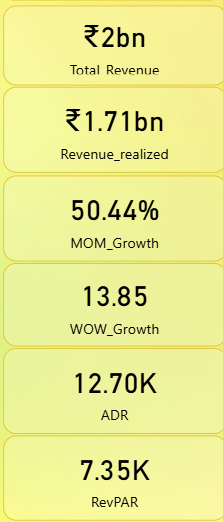 ₹2bn
Total_Revenue
₹1.71bn
Revenue_realized
50.44%
MOM_Growth
13.85
WOW_Growth
12.70K
ADR
7.35K
RevPAR